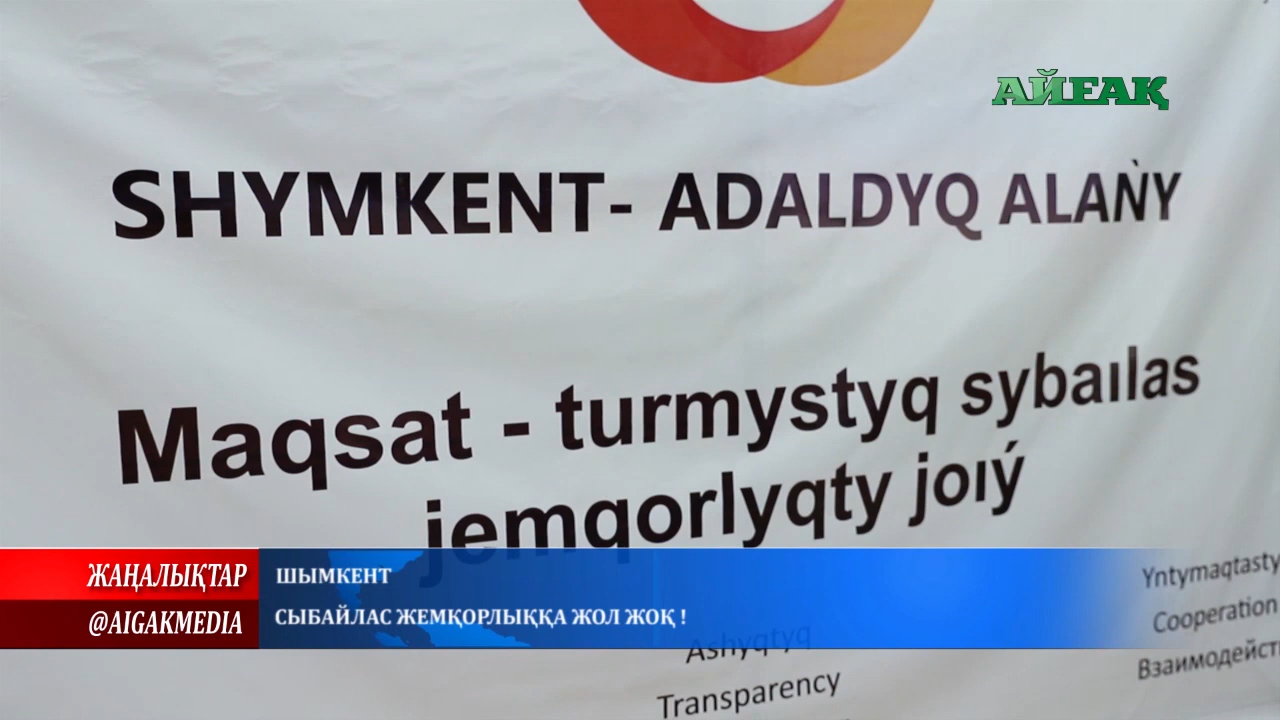 АЙҒАҚ
SHYMKENT- ADALDYQ ALAŃY
Maqsat - turmystyq sybaılas
jemqorlyqty joıý
ЖАҢАЛЫҚТАР
@AIGAKMEDIA
ШЫМКЕНТ
СЫБАЙЛАС ЖЕМҚОРЛЫҚҚА ЖОЛ ЖОҚ !
Ashyqtyq
Transparency
Yntymaqtasty
Cooperation
Взаимодейст